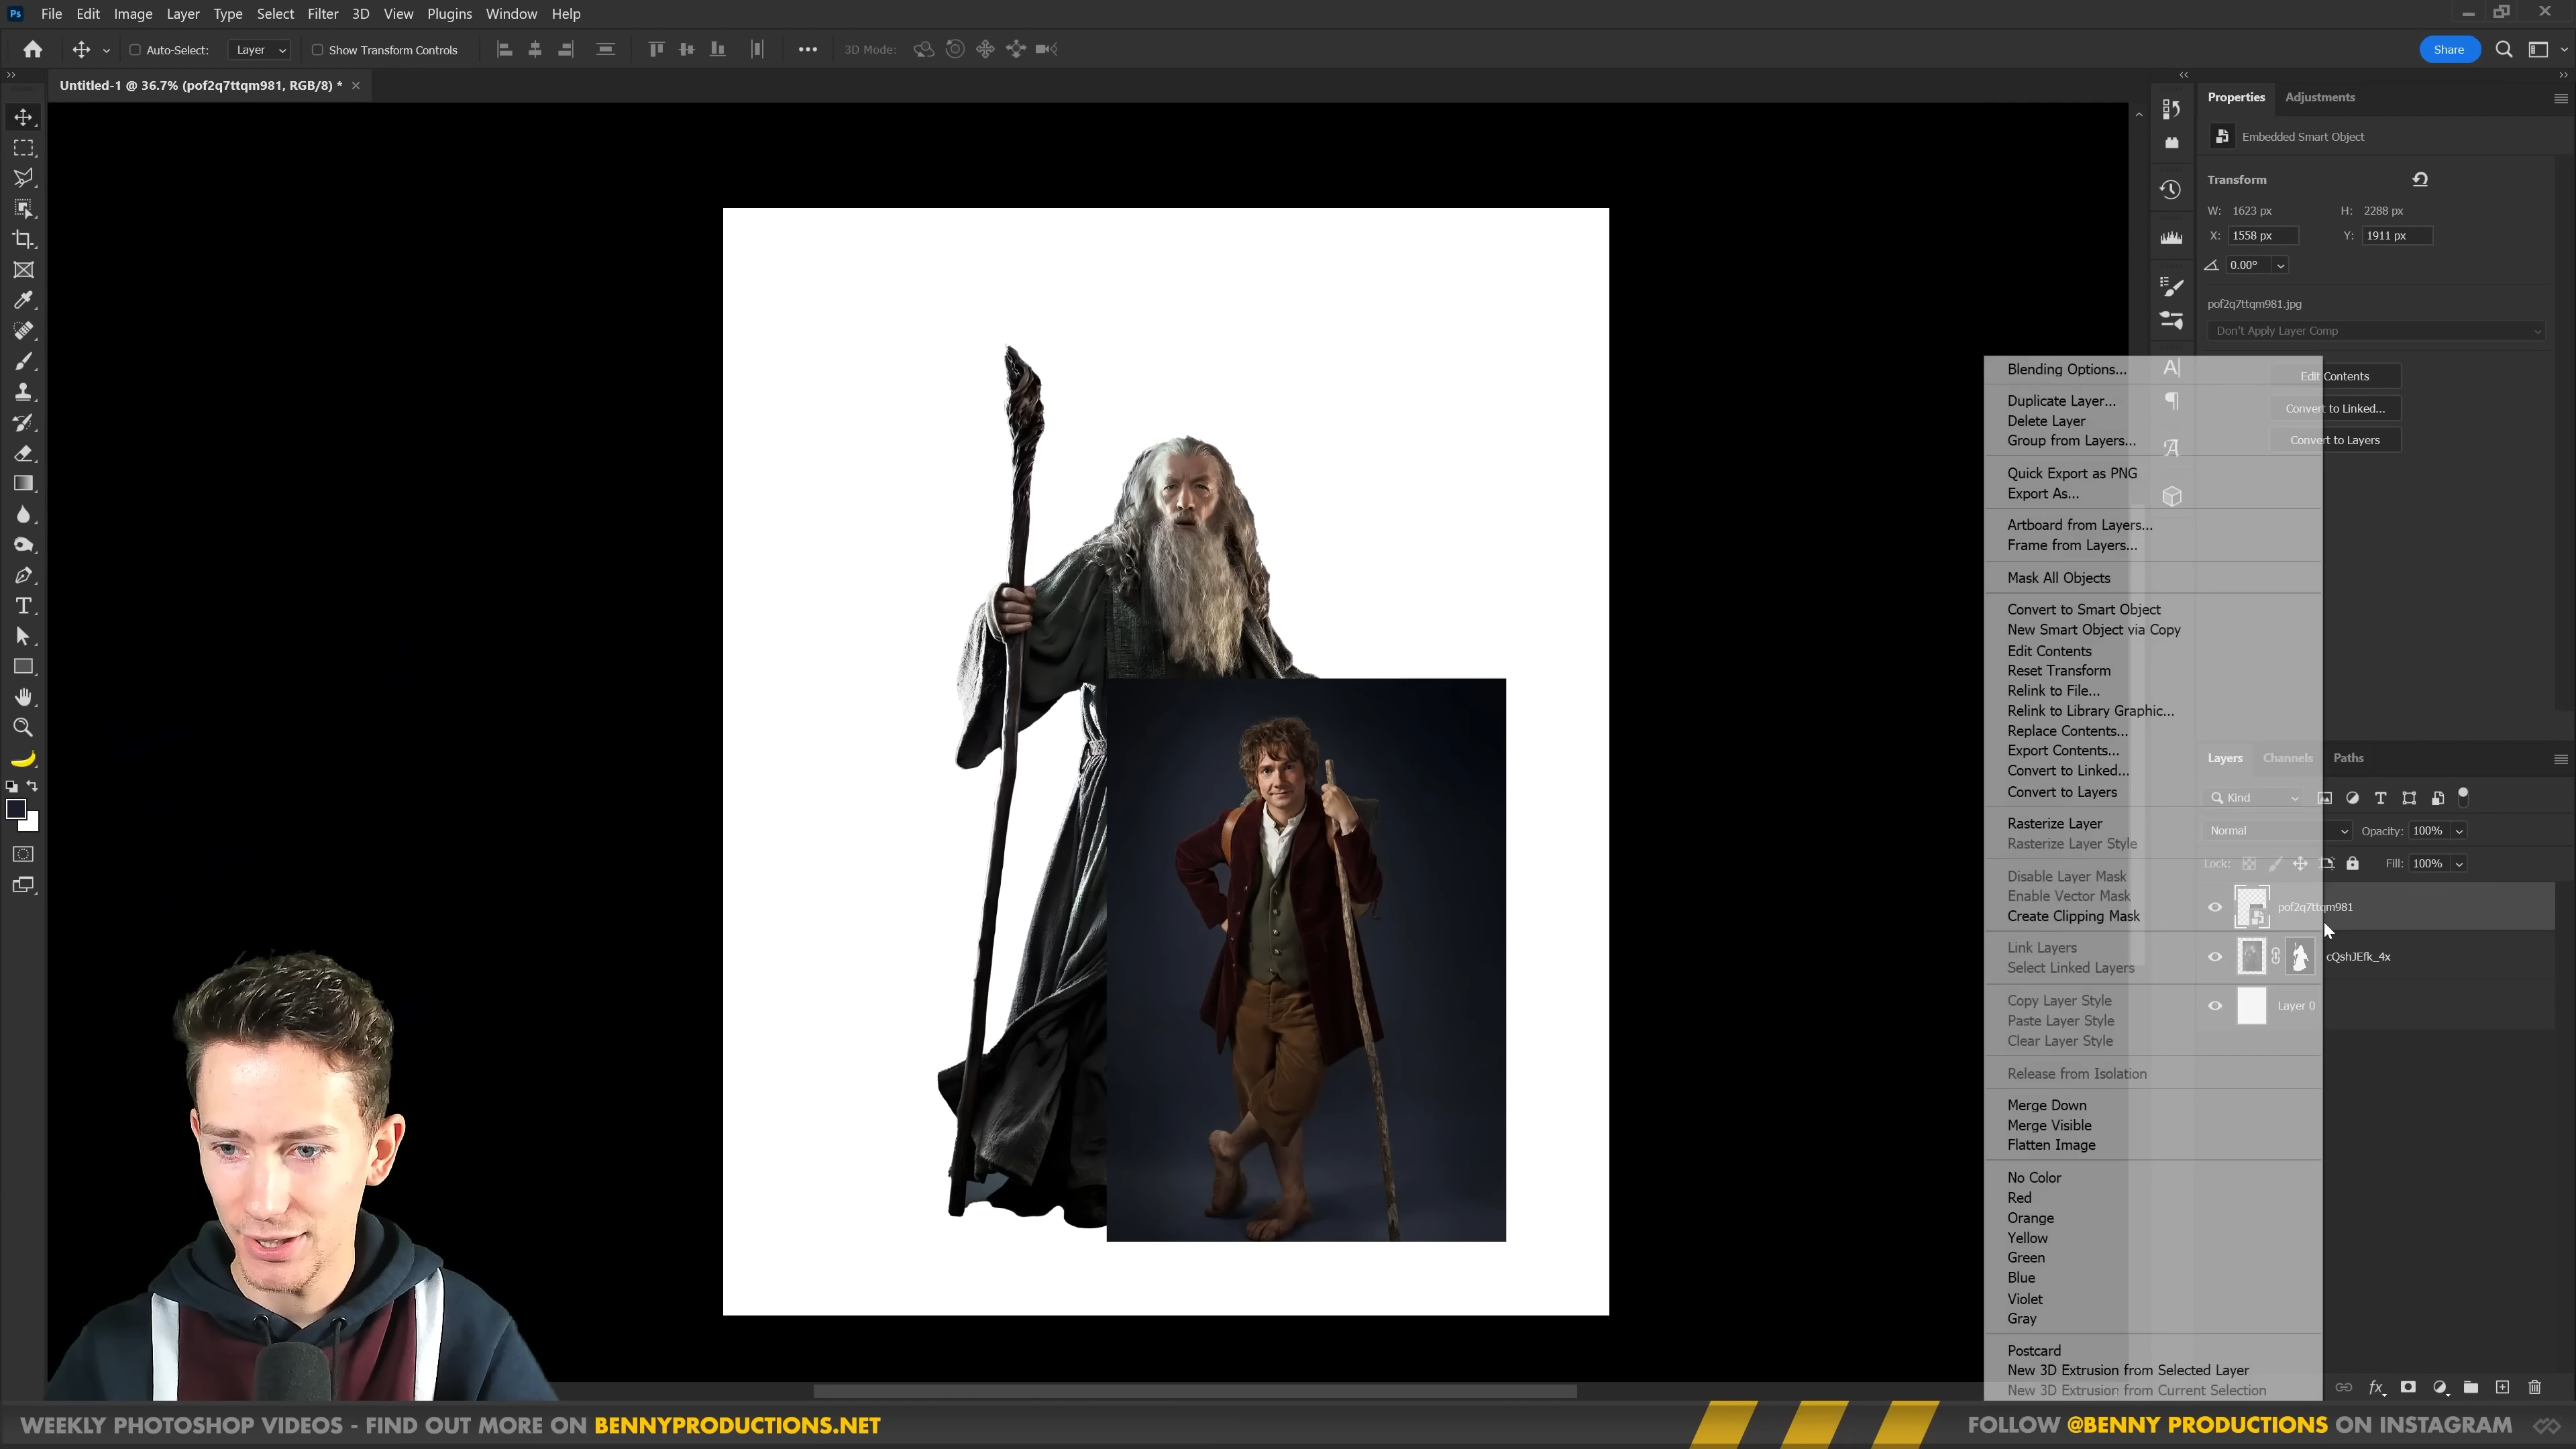 File Edit Image Layer Type Select Filter 3D View Plugins Window Help
Auto-Select: Layer Show Transform Controls 3D Mode: Share
Untitled-1 @ 36.7% (pof2q7ttqm981, RGB/8) *
Properties Adjustments
Embedded Smart Object
Transform
W: 1623 px H: 2288 px
X: 1558 px Y: 1911 px
0.00°
pof2q7ttqm981.jpg
Don't Apply Layer Comp
Edit Contents
Convert to Linked...
Convert to Layers
Blending Options...
Duplicate Layer...
Delete Layer
Group from Layers...
Quick Export as PNG
Export As...
Artboard from Layers...
Frame from Layers...
Mask All Objects
Convert to Smart Object
New Smart Object via Copy
Edit Contents
Reset Transform
Relink to File...
Relink to Library Graphic...
Replace Contents...
Export Contents...
Convert to Linked...
Convert to Layers
Rasterize Layer
Rasterize Layer Style
Disable Layer Mask
Enable Vector Mask
Create Clipping Mask
Link Layers
Select Linked Layers
Copy Layer Style
Paste Layer Style
Clear Layer Style
Release from Isolation
Merge Down
Merge Visible
Flatten Image
No Color
Red
Orange
Yellow
Green
Blue
Violet
Gray
Postcard
New 3D Extrusion from Selected Layer
New 3D Extrusion from Current Selection
Layers Channels Paths
Kind
Normal Opacity: 100%
Lock: Fill: 100%
pof2q7ttqm981
cQshJEfk_4x
Layer 0
WEEKLY PHOTOSHOP VIDEOS - FIND OUT MORE ON BENNYPRODUCTIONS.NET
FOLLOW @BENNY PRODUCTIONS ON INSTAGRAM